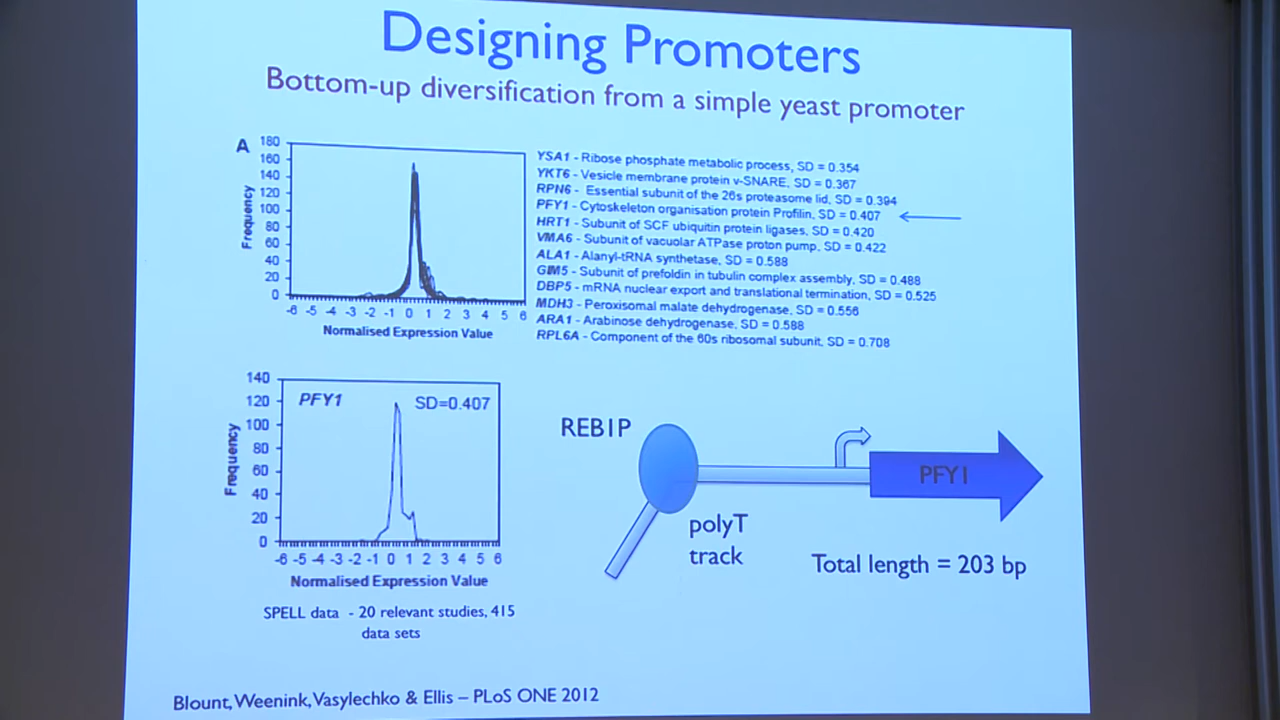 Designing Promoters
Bottom-up diversification from a simple yeast promoter
A
180
160
140
120
100
80
60
40
20
0
Frequency
-6 -5 -4 -3 -2 -1 0 1 2 3 4 5 6
Normalised Expression Value
YSA1 - Ribose phosphate metabolic process, SD = 0.354
YKT6 - Vesicle membrane protein v-SNARE, SD = 0.367
RPN6 - Essential subunit of the 26s proteasome lid, SD = 0.394
PFY1 - Cytoskeleton organisation protein Profilin, SD = 0.407
HRT1 - Subunit of SCF ubiquitin protein ligases, SD = 0.420
VMA6 - Subunit of vacuolar ATPase proton pump, SD = 0.422
ALA1 - Alanyl-tRNA synthetase, SD = 0.588
GIM5 - Subunit of prefoldin in tubulin complex assembly, SD = 0.488
DBP5 - mRNA nuclear export and translational termination, SD = 0.525
MDH3 - Peroxisomal malate dehydrogenase, SD = 0.556
ARA1 - Arabinose dehydrogenase, SD = 0.588
RPL6A - Component of the 60s ribosomal subunit, SD = 0.708
140
120
100
80
60
40
20
0
Frequency
PFY1 SD=0.407
-6 -5 -4 -3 -2 -1 0 1 2 3 4 5 6
Normalised Expression Value
SPELL data - 20 relevant studies, 415
data sets
REB1P
polyT
track
PFY1
Total length = 203 bp
Blount, Weenink, Vasylechko & Ellis – PLoS ONE 2012